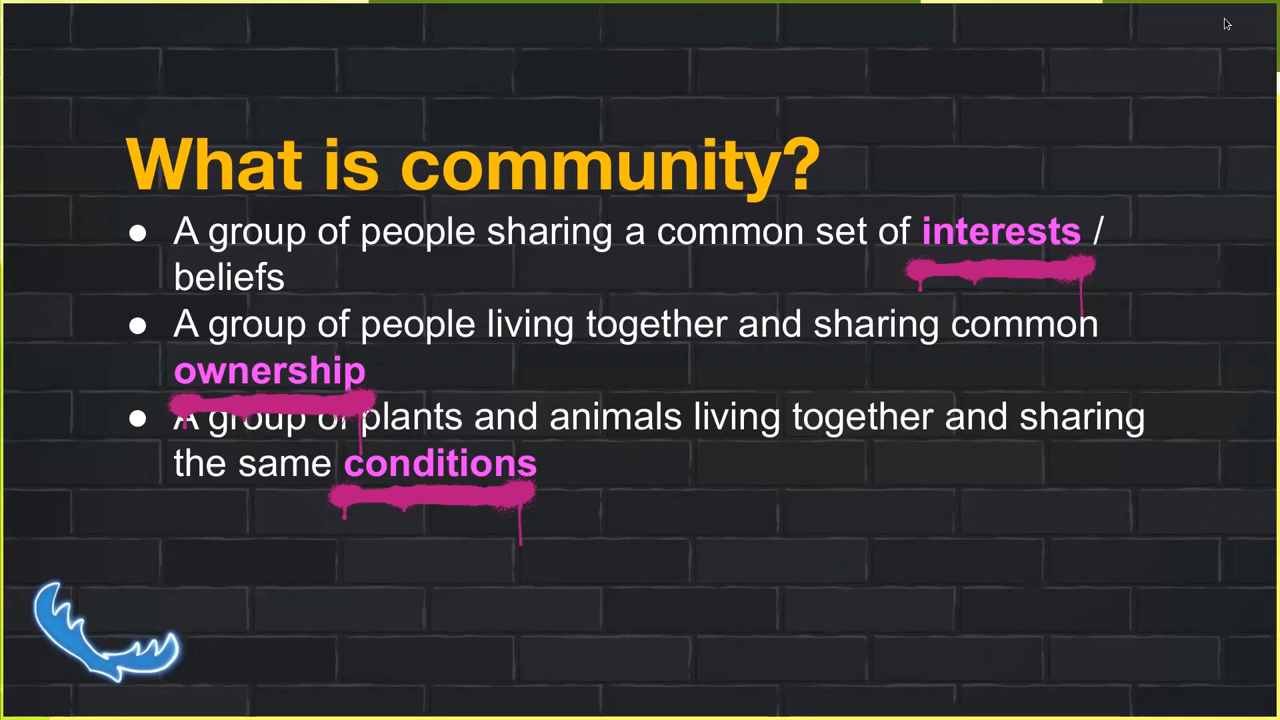 What is community?
● A group of people sharing a common set of interests /
beliefs
● A group of people living together and sharing common
ownership
● A group of plants and animals living together and sharing
the same conditions